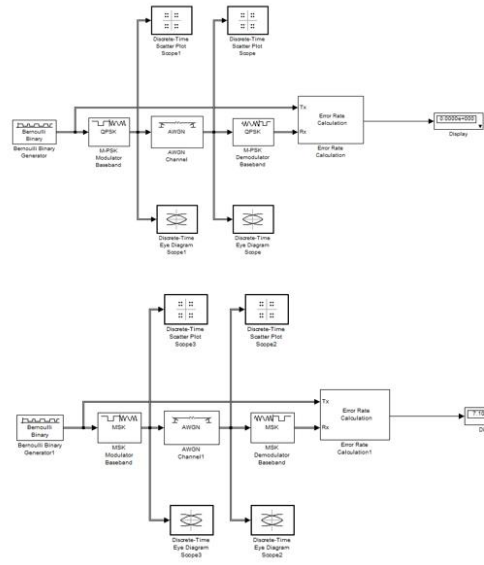 Discrete-Time
Scatter Plot
Scope1
Discrete-Time
Scatter Plot
Scope
Tx
Rx
Error Rate
Calculation
Error Rate
Calculation
0.0000e+000
Display
Bernoulli
Binary
Bernoulli Binary
Generator
QPSK
M-PSK
Modulator
Baseband
AWGN
AWGN
Channel
QPSK
M-PSK
Demodulator
Baseband
Discrete-Time
Eye Diagram
Scope1
Discrete-Time
Eye Diagram
Scope
Discrete-Time
Scatter Plot
Scope3
Discrete-Time
Scatter Plot
Scope2
Tx
Rx
Error Rate
Calculation
Error Rate
Calculation1
Bernoulli
Binary
Bernoulli Binary
Generator1
MSK
MSK
Modulator
Baseband
AWGN
AWGN
Channel1
MSK
MSK
Demodulator
Baseband
Discrete-Time
Eye Diagram
Scope3
Discrete-Time
Eye Diagram
Scope2